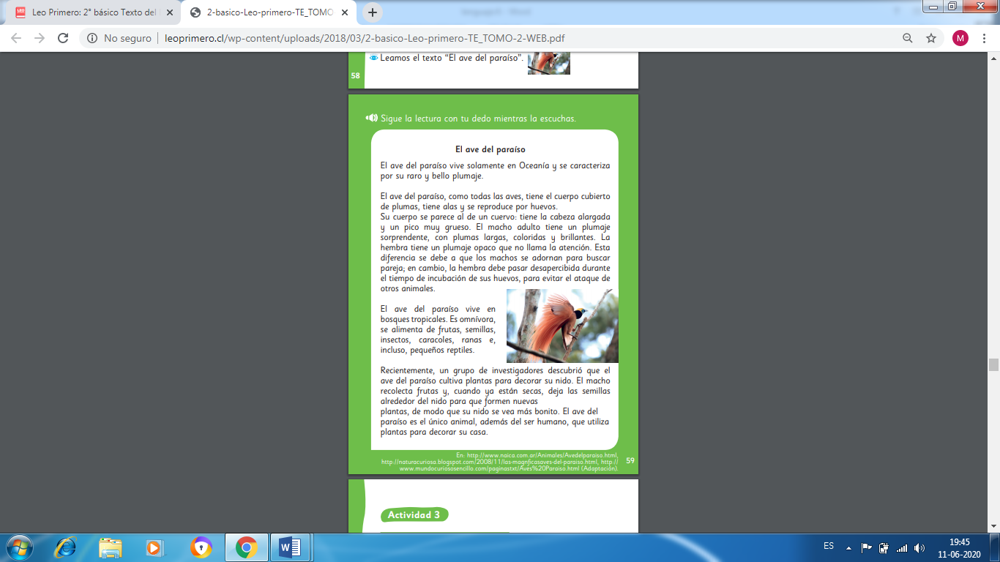 Leo Primero: 2° básico Texto del
2-basico-Leo-primero-TE_TOMO
No seguro
leoprimero.cl/wp-content/uploads/2018/03/2-basico-Leo-primero-TE_TOMO-2-WEB.pdf
M
Leamos el texto “El ave del paraíso”.
58
Sigue la lectura con tu dedo mientras la escuchas.
El ave del paraíso
El ave del paraíso vive solamente en Oceanía y se caracteriza
por su raro y bello plumaje.
El ave del paraíso, como todas las aves, tiene el cuerpo cubierto
de plumas, tiene alas y se reproduce por huevos.
Su cuerpo se parece al de un cuervo: tiene la cabeza alargada
y un pico muy grueso. El macho adulto tiene un plumaje
sorprendente, con plumas largas, coloridas y brillantes. La
hembra tiene un plumaje opaco que no llama la atención. Esta
diferencia se debe a que los machos se adornan para buscar
pareja; en cambio, la hembra debe pasar desapercibida durante
el tiempo de incubación de sus huevos, para evitar el ataque de
otros animales.
El ave del paraíso vive en
bosques tropicales. Es omnívora,
se alimenta de frutas, semillas,
insectos, caracoles, ranas e,
incluso, pequeños reptiles.
Recientemente, un grupo de investigadores descubrió que el
ave del paraíso cultiva plantas para decorar su nido. El macho
recolecta frutas y, cuando ya están secas, deja las semillas
alrededor del nido para que formen nuevas
plantas, de modo que su nido se vea más bonito. El ave del
paraíso es el único animal, además del ser humano, que utiliza
plantas para decorar su casa.
En: http://www.naica.com.ar/Animales/Avedelparaiso.html,
http://naturacuriosa.blogspot.com/2008/11/las-magnficasaves-del-paraiso.html, http://
www.mundocuriososencillo.com/paginastxt/Aves%20Paraiso.html (Adaptación).
59
Actividad 3
ES
19:45
11-06-2020